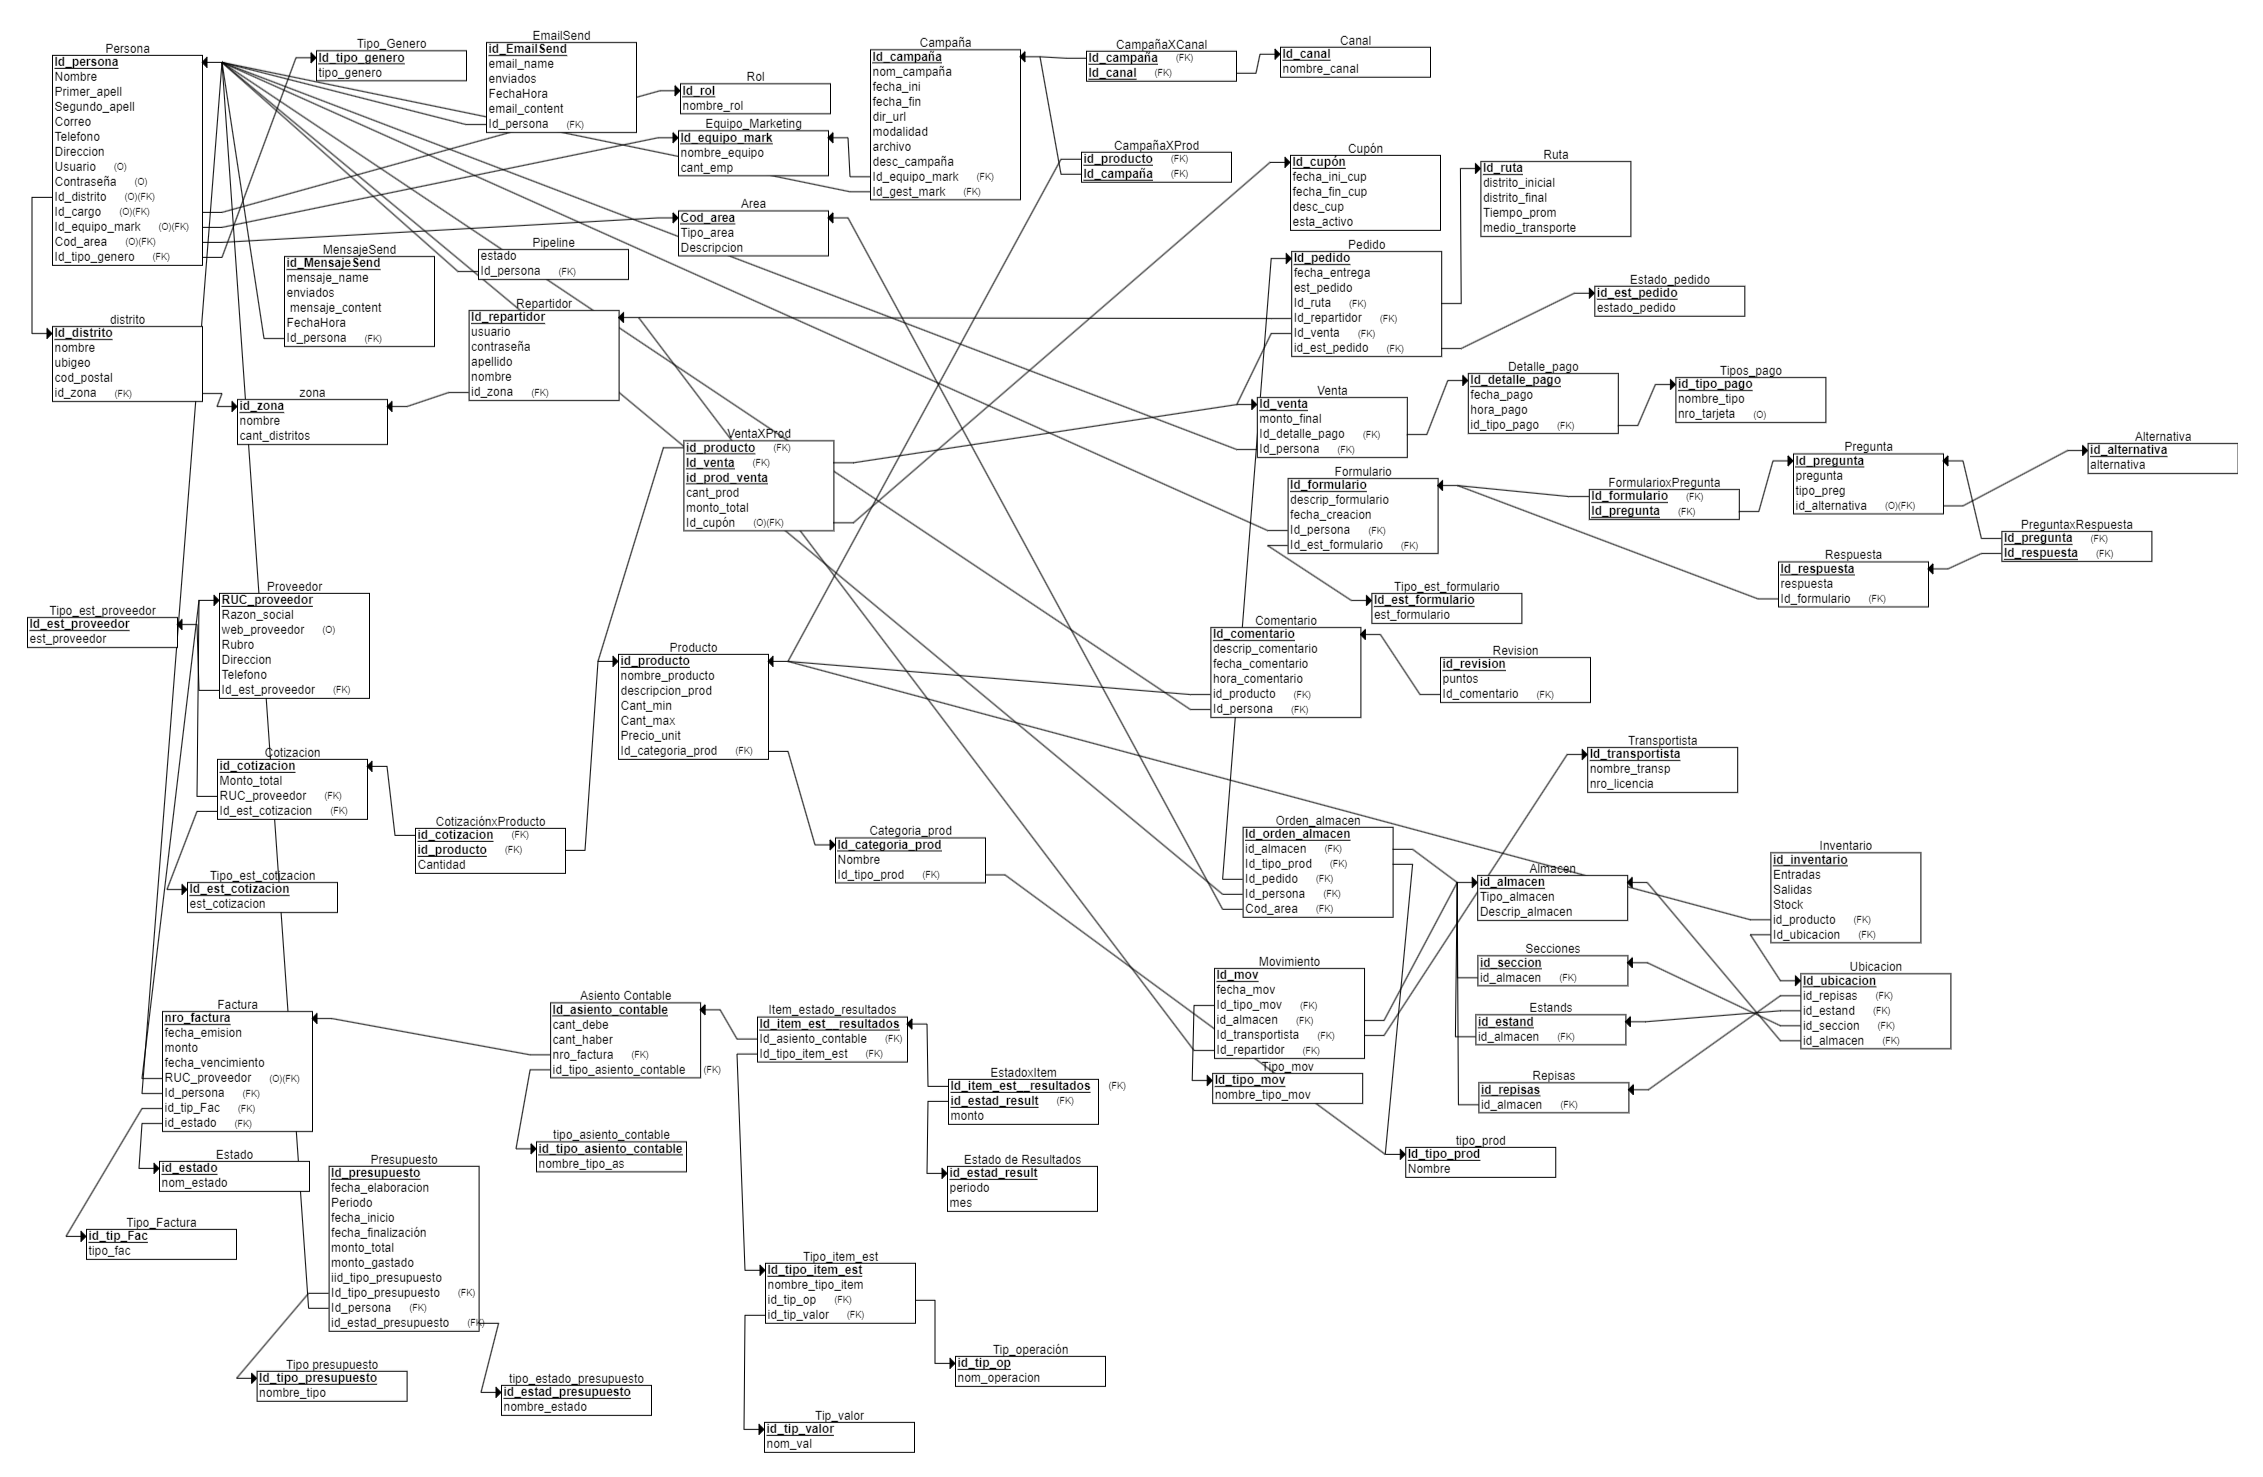 Persona
Id_persona
Nombre
Primer_apell
Segundo_apell
Correo
Telefono
Direccion
Usuario (O)
Contraseña (O)
Id_distrito (O)(FK)
Id_cargo (O)(FK)
Id_equipo_mark (O)(FK)
Cod_area (O)(FK)
Id_tipo_genero (FK)
Tipo_Genero
Id_tipo_genero
tipo_genero
EmailSend
id_EmailSend
email_name
enviados
FechaHora
email_content
Id_persona (FK)
Rol
Id_rol
nombre_rol
Equipo_Marketing
Id_equipo_mark
nombre_equipo
cant_emp
Campaña
Id_campaña
nom_campaña
fecha_ini
fecha_fin
dir_url
modalidad
archivo
desc_campaña
Id_equipo_mark (FK)
Id_gest_mark (FK)
CampañaXCanal
Id_campaña (FK)
Id_canal (FK)
Canal
Id_canal
nombre_canal
CampañaXProd
id_producto (FK)
Id_campaña (FK)
Cupón
Id_cupón
fecha_ini_cup
fecha_fin_cup
desc_cup
esta_activo
Ruta
Id_ruta
distrito_inicial
distrito_final
Tiempo_prom
medio_transporte
Area
Cod_area
Tipo_area
Descripcion
MensajeSend
id_MensajeSend
mensaje_name
enviados
mensaje_content
FechaHora
Id_persona (FK)
Pipeline
estado
Id_persona (FK)
Pedido
Id_pedido
fecha_entrega
est_pedido
Id_ruta (FK)
Id_repartidor (FK)
Id_venta (FK)
id_est_pedido (FK)
Estado_pedido
id_est_pedido
estado_pedido
distrito
Id_distrito
nombre
ubigeo
cod_postal
id_zona (FK)
Repartidor
Id_repartidor
usuario
contraseña
apellido
nombre
id_zona (FK)
zona
id_zona
nombre
cant_distritos
Venta
Id_venta
monto_final
Id_detalle_pago (FK)
Id_persona (FK)
Detalle_pago
Id_detalle_pago
fecha_pago
hora_pago
id_tipo_pago (FK)
Tipos_pago
id_tipo_pago
nombre_tipo
nro_tarjeta (O)
VentaXProd
id_producto (FK)
Id_venta (FK)
id_prod_venta
cant_prod
monto_total
Id_cupón (O)(FK)
Formulario
Id_formulario
descrip_formulario
fecha_creacion
Id_persona (FK)
Id_est_formulario (FK)
FormularioxPregunta
Id_formulario (FK)
Id_pregunta (FK)
Pregunta
Id_pregunta
pregunta
tipo_preg
id_alternativa (O)(FK)
Alternativa
id_alternativa
alternativa
PreguntaxRespuesta
Id_pregunta (FK)
Id_respuesta (FK)
Respuesta
Id_respuesta
respuesta
Id_formulario (FK)
Tipo_est_formulario
Id_est_formulario
est_formulario
Tipo_est_proveedor
Id_est_proveedor
est_proveedor
Proveedor
RUC_proveedor
Razon_social
web_proveedor (O)
Rubro
Direccion
Telefono
Id_est_proveedor (FK)
Producto
id_producto
nombre_producto
descripcion_prod
Cant_min
Cant_max
Precio_unit
Id_categoria_prod (FK)
Comentario
Id_comentario
descrip_comentario
fecha_comentario
hora_comentario
id_producto (FK)
Id_persona (FK)
Revision
id_revision
puntos
Id_comentario (FK)
Cotizacion
id_cotizacion
Monto_total
RUC_proveedor (FK)
Id_est_cotizacion (FK)
CotizaciónxProducto
id_cotizacion (FK)
id_producto (FK)
Cantidad
Tipo_est_cotizacion
Id_est_cotizacion
est_cotizacion
Categoria_prod
Id_categoria_prod
Nombre
Id_tipo_prod (FK)
Transportista
Id_transportista
nombre_transp
nro_licencia
Orden_almacen
Id_orden_almacen
id_almacen (FK)
Id_tipo_prod (FK)
Id_pedido (FK)
Id_persona (FK)
Cod_area (FK)
Almacen
id_almacen
Tipo_almacen
Descrip_almacen
Inventario
id_inventario
Entradas
Salidas
Stock
id_producto (FK)
Id_ubicacion (FK)
Secciones
id_seccion
id_almacen (FK)
Estands
id_estand
id_almacen (FK)
Repisas
id_repisas
id_almacen (FK)
Ubicacion
Id_ubicacion
id_repisas (FK)
id_estand (FK)
id_seccion (FK)
id_almacen (FK)
Movimiento
Id_mov
fecha_mov
Id_tipo_mov (FK)
id_almacen (FK)
Id_transportista (FK)
Id_repartidor (FK)
Tipo_mov
Id_tipo_mov
nombre_tipo_mov
tipo_prod
Id_tipo_prod
Nombre
Factura
nro_factura
fecha_emision
monto
fecha_vencimiento
RUC_proveedor (O)(FK)
Id_persona (FK)
id_tip_Fac (FK)
id_estado (FK)
Asiento Contable
Id_asiento_contable
cant_debe
cant_haber
nro_factura (FK)
id_tipo_asiento_contable (FK)
Item_estado_resultados
Id_item_est__resultados
Id_asiento_contable (FK)
Id_tipo_item_est (FK)
EstadoxItem
Id_item_est__resultados (FK)
id_estad_result (FK)
monto
tipo_asiento_contable
id_tipo_asiento_contable
nombre_tipo_as
Estado de Resultados
id_estad_result
periodo
mes
Estado
id_estado
nom_estado
Tipo_Factura
id_tip_Fac
tipo_fac
Presupuesto
Id_presupuesto
fecha_elaboracion
Periodo
fecha_inicio
fecha_finalización
monto_total
monto_gastado
iid_tipo_presupuesto
Id_tipo_presupuesto (FK)
Id_persona (FK)
id_estad_presupuesto (FK)
Tipo presupuesto
Id_tipo_presupuesto
nombre_tipo
tipo_estado_presupuesto
id_estad_presupuesto
nombre_estado
Tipo_item_est
Id_tipo_item_est
nombre_tipo_item
id_tip_op (FK)
id_tip_valor (FK)
Tip_operación
id_tip_op
nom_operacion
Tip_valor
id_tip_valor
nom_val